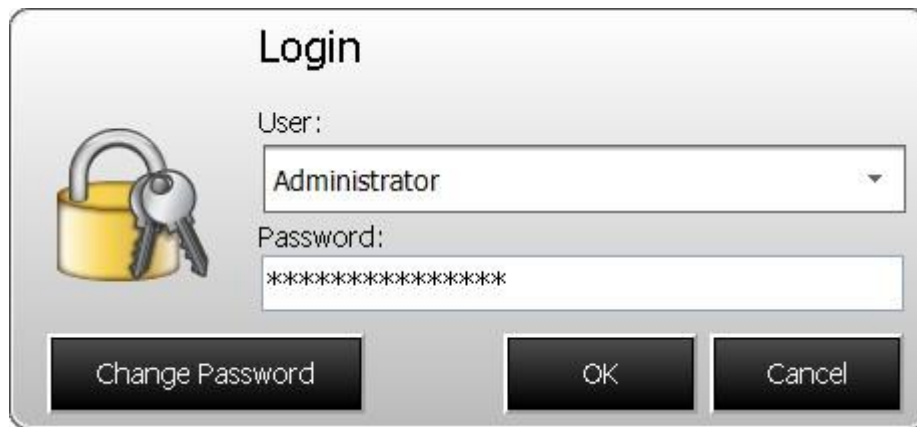 Login
User:
Administrator
Password:
***************
Change Password OK Cancel